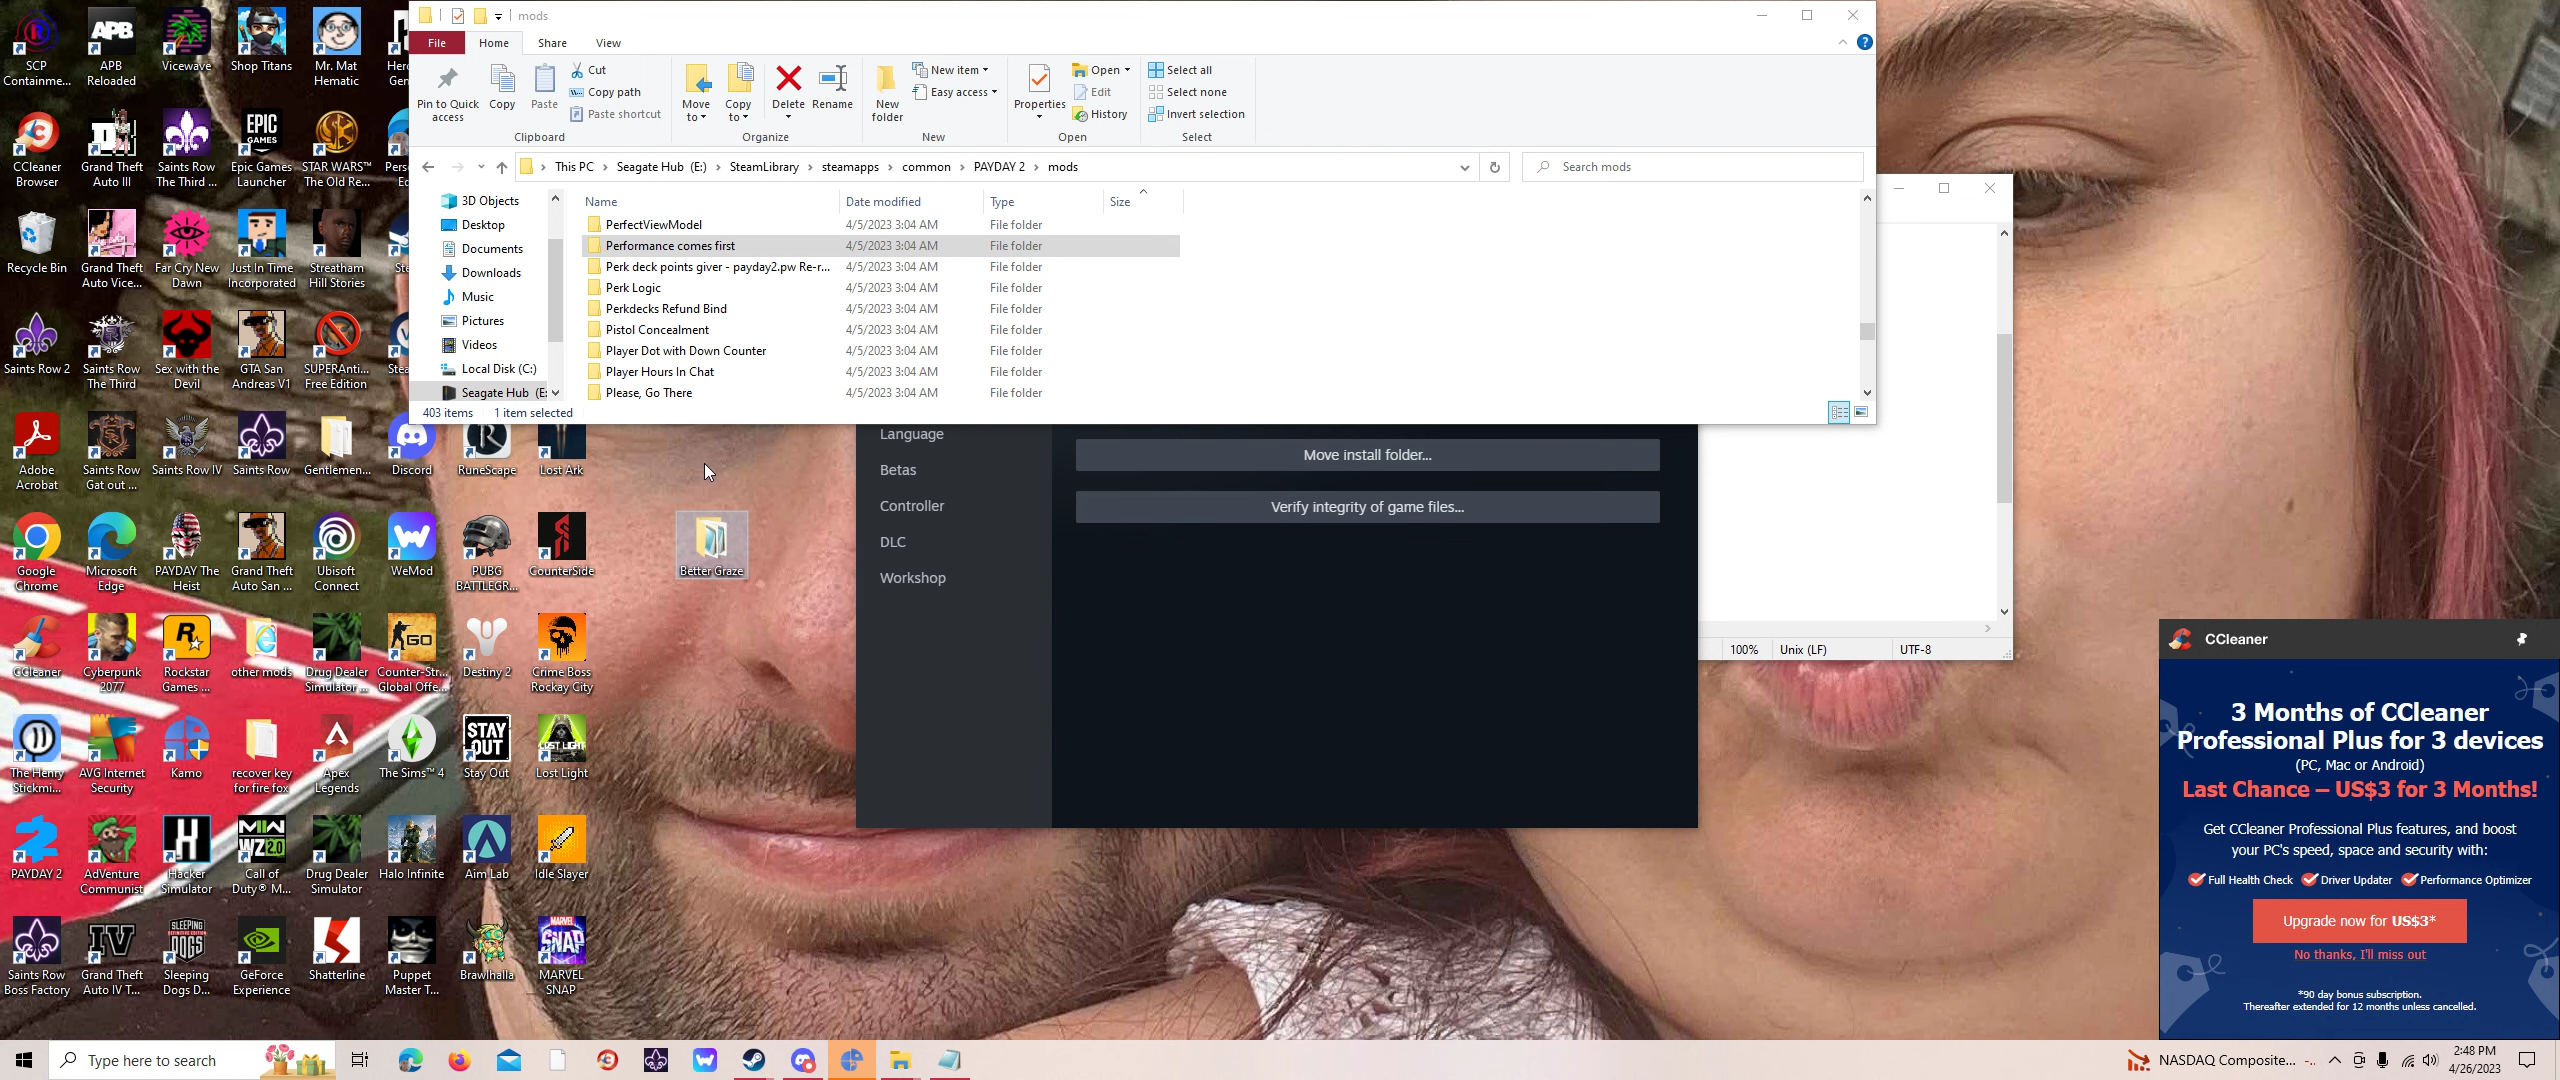 mods
File
Home
Share
View
Pin to Quick access
Copy
Paste
Cut
Copy path
Paste shortcut
Clipboard
Move to
Copy to
Delete
Rename
Organize
New folder
New item
Easy access
New
Properties
Open
Edit
History
Open
Select all
Select none
Invert selection
Select
This PC
Seagate Hub (E:)
SteamLibrary
steamapps
common
PAYDAY 2
mods
Search mods
3D Objects
Desktop
Documents
Downloads
Music
Pictures
Videos
Local Disk (C:)
Seagate Hub (E:
Name Date modified Type Size
PerfectViewModel 4/5/2023 3:04 AM File folder
Performance comes first 4/5/2023 3:04 AM File folder
Perk deck points giver - payday2.pw Re-r... 4/5/2023 3:04 AM File folder
Perk Logic 4/5/2023 3:04 AM File folder
Perkdecks Refund Bind 4/5/2023 3:04 AM File folder
Pistol Concealment 4/5/2023 3:04 AM File folder
Player Dot with Down Counter 4/5/2023 3:04 AM File folder
Player Hours In Chat 4/5/2023 3:04 AM File folder
Please, Go There 4/5/2023 3:04 AM File folder
403 items 1 item selected
SCP Containme...
APB Reloaded
Vicewave
Shop Titans
Mr. Mat Hematic
CCleaner Browser
Grand Theft Auto III
Saints Row The Third ...
Epic Games Launcher
STAR WARS™ The Old Re...
Recycle Bin
Grand Theft Auto Vice...
Far Cry New Dawn
Just In Time Incorporated
Streatham Hill Stories
Saints Row 2
Saints Row The Third
Sex with the Devil
GTA San Andreas V1
SUPERAnti... Free Edition
Adobe Acrobat
Saints Row Gat out ...
Saints Row IV
Saints Row
Gentlemen...
Discord
RuneScape
Lost Ark
Google Chrome
Microsoft Edge
PAYDAY The Heist
Grand Theft Auto San ...
Ubisoft Connect
WeMod
PUBG BATTLEGR...
CounterSide
Better Graze
CCleaner
Cyberpunk 2077
Rockstar Games ...
other mods
Drug Dealer Simulator ...
Counter-Str... Global Offe...
Destiny 2
Crime Boss Rockay City
The Henry Stickmi...
AVG Internet Security
Kamo
recover key for fire fox
Apex Legends
The Sims™ 4
Stay Out
Lost Light
PAYDAY 2
AdVenture Communist
Hacker Simulator
Call of Duty® M...
Drug Dealer Simulator
Halo Infinite
Aim Lab
Idle Slayer
Saints Row Boss Factory
Grand Theft Auto IV T...
Sleeping Dogs D...
GeForce Experience
Shatterline
Puppet Master T...
Brawlhalla
MARVEL SNAP
Language
Betas
Controller
DLC
Workshop
Move install folder...
Verify integrity of game files...
100% Unix (LF) UTF-8
CCleaner
3 Months of CCleaner
Professional Plus for 3 devices
(PC, Mac or Android)
Last Chance – US$3 for 3 Months!
Get CCleaner Professional Plus features, and boost
your PC's speed, space and security with:
Full Health Check Driver Updater Performance Optimizer
Upgrade now for US$3*
No thanks, I'll miss out
*90 day bonus subscription.
Thereafter extended for 12 months unless cancelled.
Type here to search
NASDAQ Composite...
2:48 PM
4/26/2023